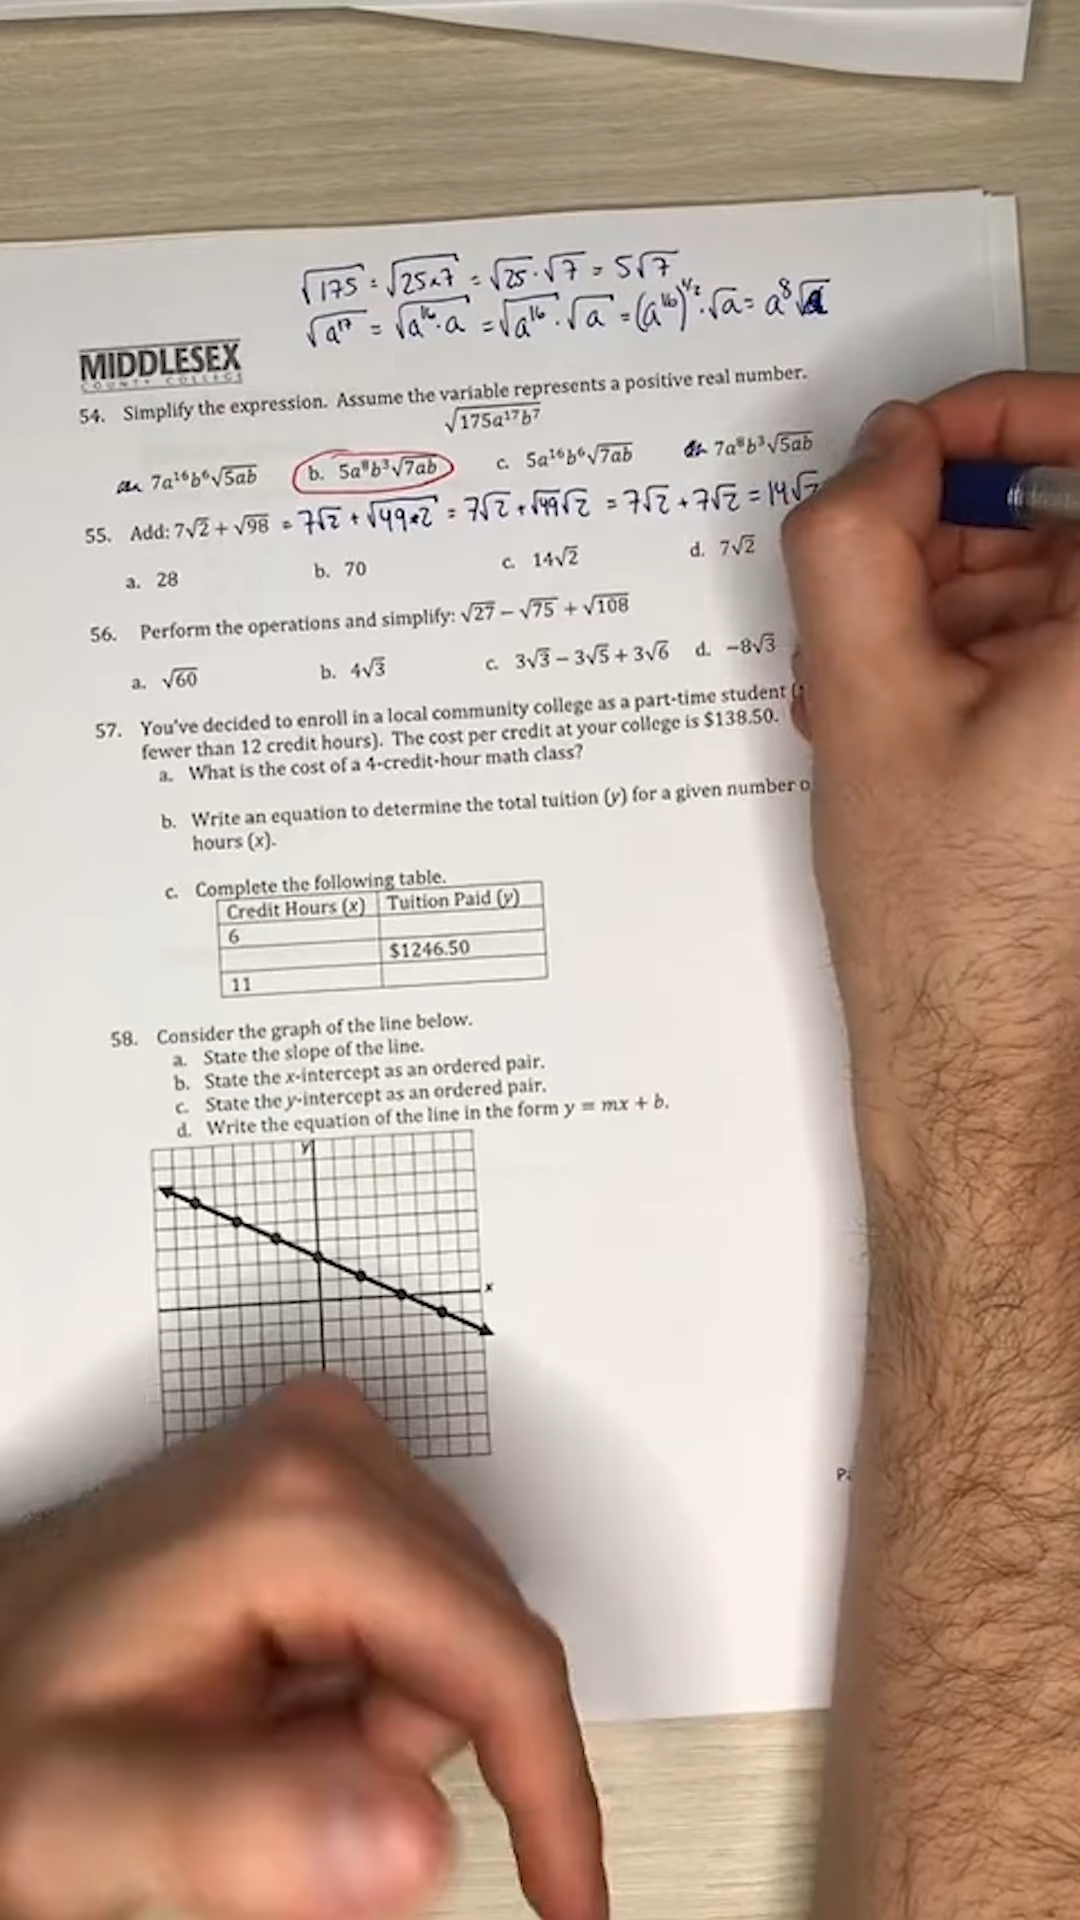 √175 = √25×7 = √25 · √7 = 5√7
√a¹⁷ = √a¹⁶·a = √a¹⁶ · √a = (a¹⁶)^1/2 · √a = a⁸√a
MIDDLESEX
COUNTY COLLEGE
54. Simplify the expression. Assume the variable represents a positive real number.
√175a¹⁷b⁷
7a¹⁶b⁶√5ab b. 5a⁸b³√7ab c. 5a¹⁶b⁶√7ab 7a⁸b³√5ab
55. Add: 7√2 + √98 = 7√2 + √49×2 = 7√2 + √49√2 = 7√2 + 7√2 = 14√2
a. 28 b. 70 c. 14√2 d. 7√2
56. Perform the operations and simplify: √27 − √75 + √108
a. √60 b. 4√3 c. 3√3 − 3√5 + 3√6 d. −8√3
57. You've decided to enroll in a local community college as a part-time student (
fewer than 12 credit hours). The cost per credit at your college is $138.50.
a. What is the cost of a 4-credit-hour math class?
b. Write an equation to determine the total tuition (y) for a given number o
hours (x).
c. Complete the following table.
Credit Hours (x) Tuition Paid (y)
6
$1246.50
11
58. Consider the graph of the line below.
a. State the slope of the line.
b. State the x-intercept as an ordered pair.
c. State the y-intercept as an ordered pair.
d. Write the equation of the line in the form y = mx + b.
y
x